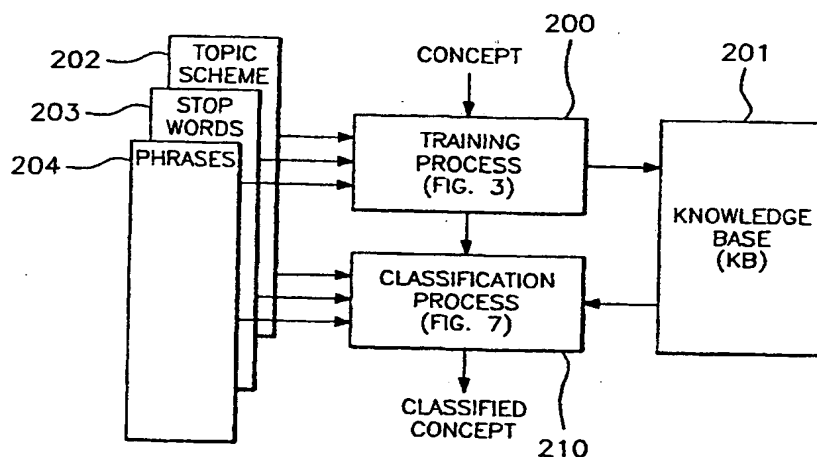 200
202
TOPIC
SCHEME
CONCEPT
201
203
STOP
WORDS
TRAINING
PROCESS
(FIG. 3)
204
PHRASES
KNOWLEDGE
BASE
(KB)
CLASSIFICATION
PROCESS
(FIG. 7)
CLASSIFIED
CONCEPT
210